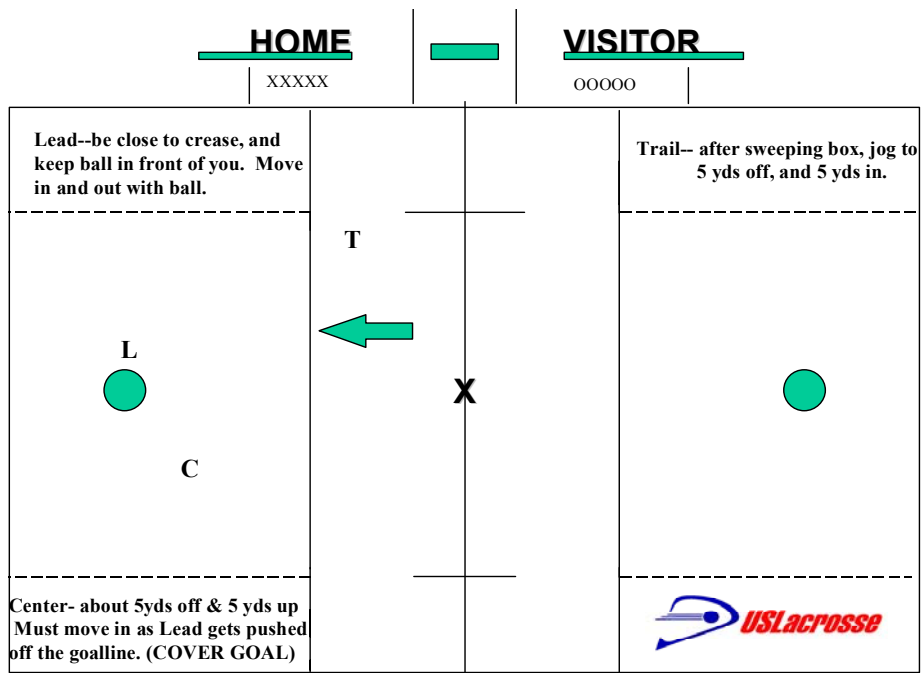 HOME VISITOR
XXXXX OOOOO
Lead--be close to crease, and
keep ball in front of you. Move
in and out with ball.
Trail-- after sweeping box, jog to
5 yds off, and 5 yds in.
T
L
X
C
Center- about 5yds off & 5 yds up
Must move in as Lead gets pushed
off the goalline. (COVER GOAL)
USLacrosse